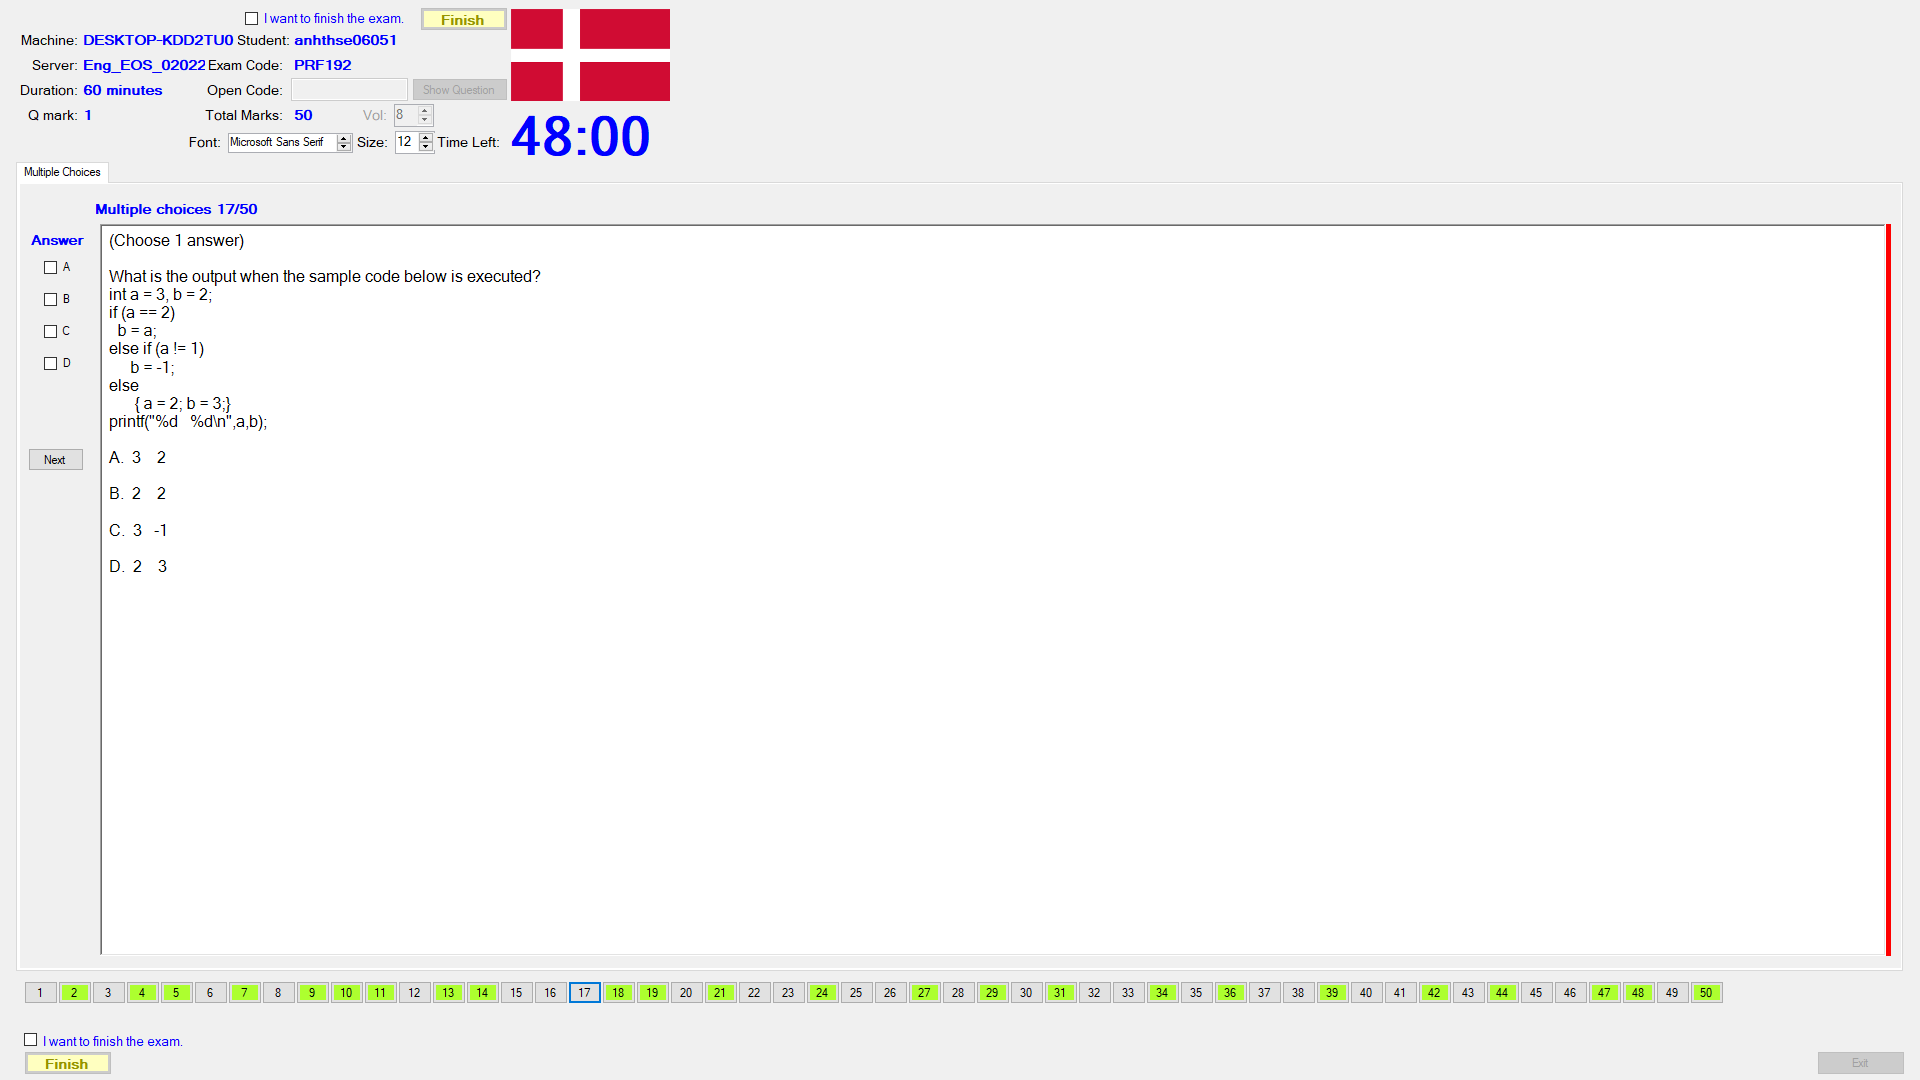 I want to finish the exam.
Finish
Machine: DESKTOP-KDD2TU0 Student: anhthse06051
Server: Eng_EOS_02022 Exam Code: PRF192
Duration: 60 minutes Open Code: Show Question
Q mark: 1 Total Marks: 50 Vol: 8
Font: Microsoft Sans Serif Size: 12 Time Left: 48:00
Multiple Choices
Multiple choices 17/50
Answer
A
B
C
D
Next
(Choose 1 answer)
What is the output when the sample code below is executed?
int a = 3, b = 2;
if (a == 2)
b = a;
else if (a != 1)
b = -1;
else
{ a = 2; b = 3;}
printf("%d   %d\n",a,b);
A. 3   2
B. 2   2
C. 3   -1
D. 2   3
1 2 3 4 5 6 7 8 9 10 11 12 13 14 15 16 17 18 19 20 21 22 23 24 25 26 27 28 29 30 31 32 33 34 35 36 37 38 39 40 41 42 43 44 45 46 47 48 49 50
I want to finish the exam.
Finish
Exit